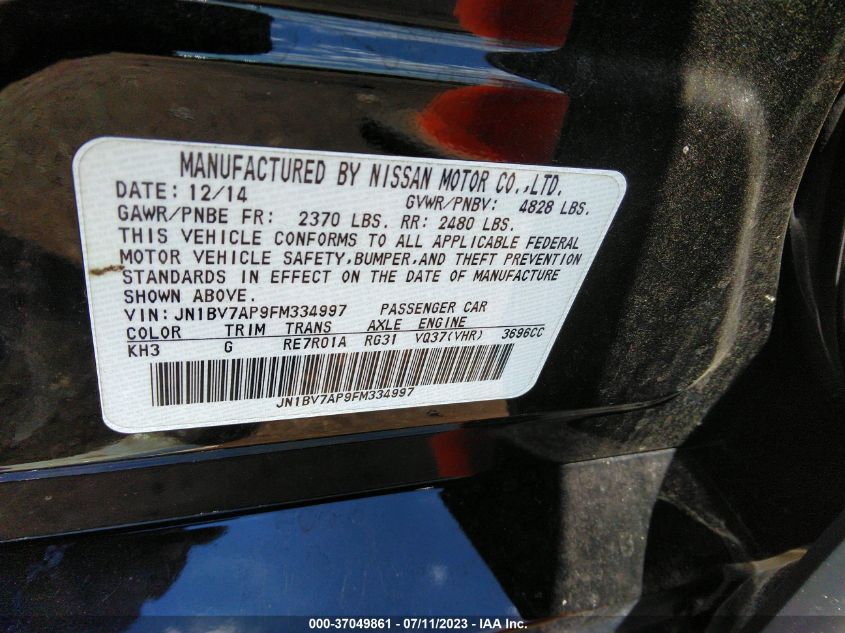 MANUFACTURED BY NISSAN MOTOR CO.,LTD.
DATE: 12/14 GVWR/PNBV: 4828 LBS.
GAWR/PNBE FR: 2370 LBS. RR: 2480 LBS.
THIS VEHICLE CONFORMS TO ALL APPLICABLE FEDERAL
MOTOR VEHICLE SAFETY,BUMPER,AND THEFT PREVENTION
STANDARDS IN EFFECT ON THE DATE OF MANUFACTURE
SHOWN ABOVE.
VIN: JN1BV7AP9FM334997 PASSENGER CAR
COLOR TRIM TRANS AXLE ENGINE
KH3 G RE7R01A RG31 VQ37(VHR) 3696CC
JN1BV7AP9FM334997
000-37049861 - 07/11/2023 - IAA Inc.